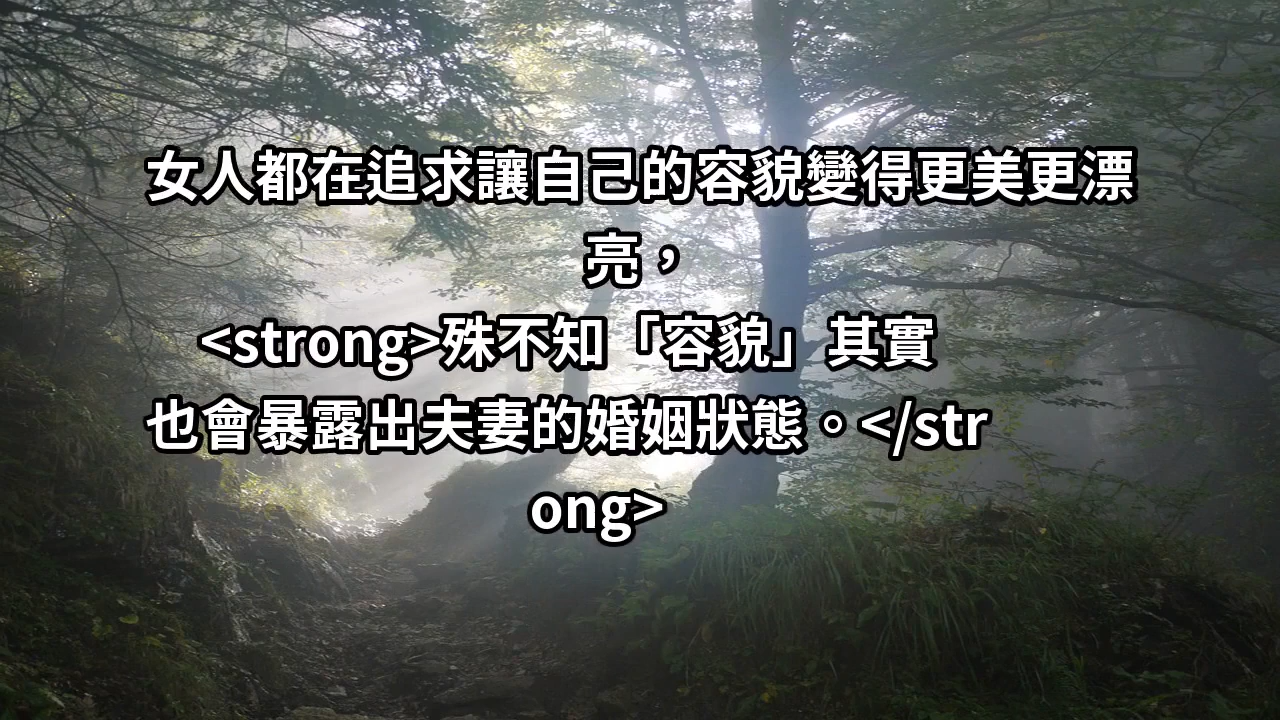 女人都在追求讓自己的容貌變得更美更漂
亮，
<strong>殊不知「容貌」其實
也會暴露出夫妻的婚姻狀態。</str
ong>